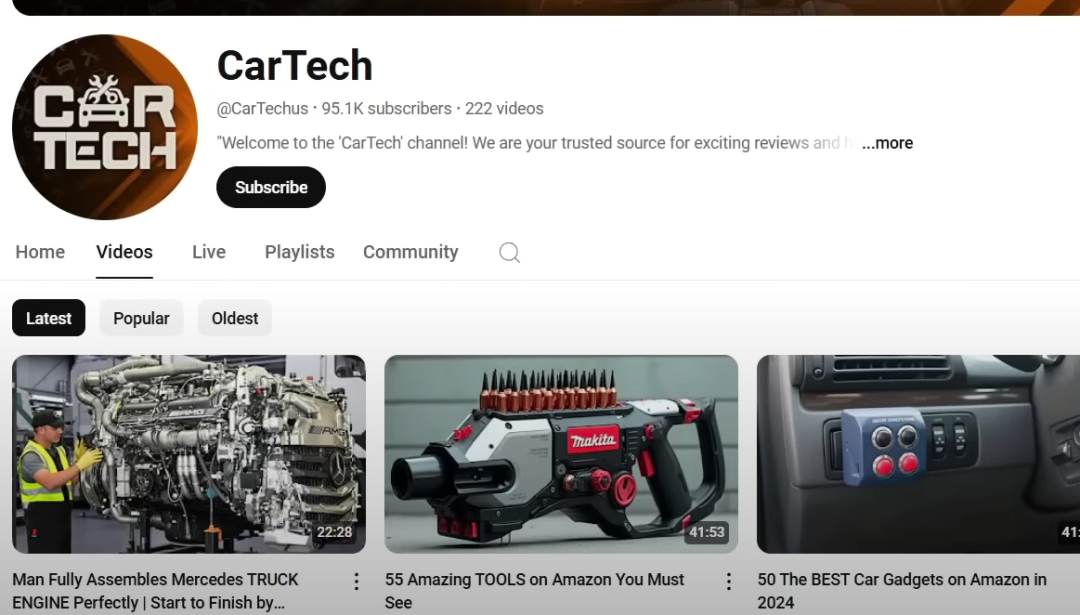 CAR
TECH
CarTech
@CarTechus · 95.1K subscribers · 222 videos
"Welcome to the 'CarTech' channel! We are your trusted source for exciting reviews and h ...more
Subscribe
Home Videos Live Playlists Community
Latest Popular Oldest
AMG
AMG
22:28
makita
41:53
41:
Man Fully Assembles Mercedes TRUCK
ENGINE Perfectly | Start to Finish by...
55 Amazing TOOLS on Amazon You Must
See
50 The BEST Car Gadgets on Amazon in
2024